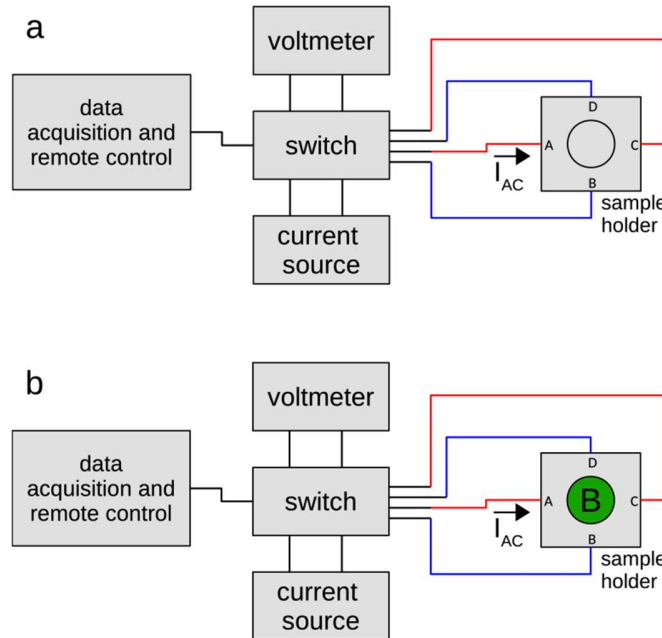 a
voltmeter
data
acquisition and
remote control
switch
current
source
I AC
D
A
C
B
sample
holder
b
voltmeter
data
acquisition and
remote control
switch
current
source
I AC
D
A
B
C
B
sample
holder